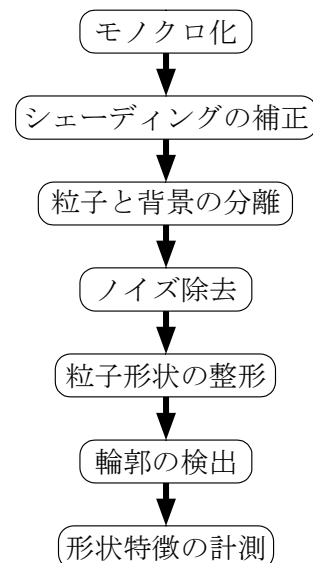 モノクロ化
シェーディングの補正
粒子と背景の分離
ノイズ除去
粒子形状の整形
輪郭の検出
形状特徴の計測